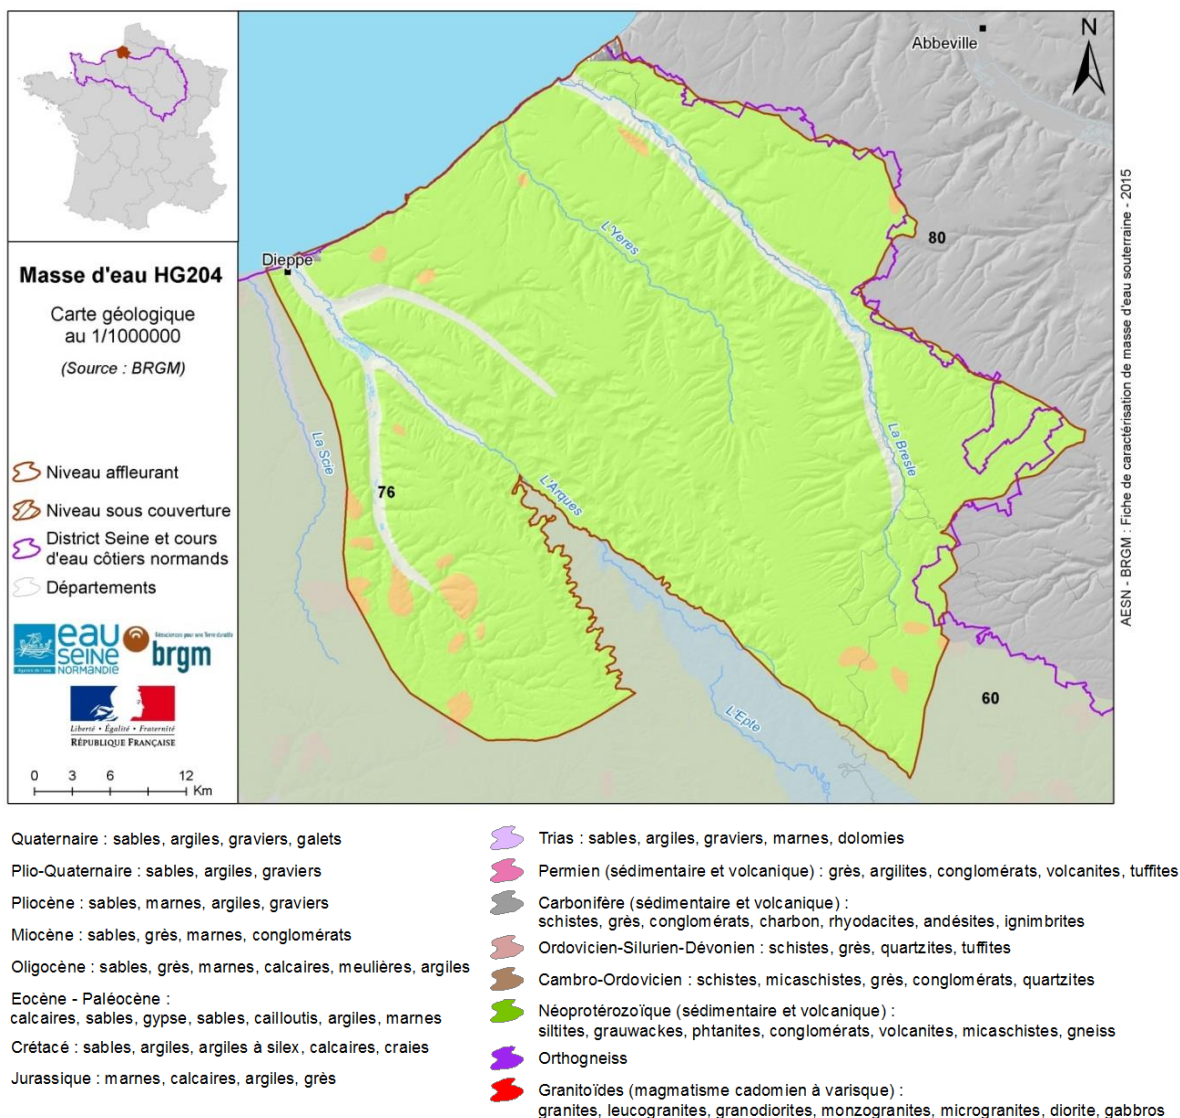 Masse d'eau HG204
Carte géologique
au 1/1000000
(Source : BRGM)
Niveau affleurant
Niveau sous couverture
District Seine et cours
d'eau côtiers normands
Départements
eau
SEINE
NORMANDIE
Géosciences pour une Terre durable
brgm
Liberté • Égalité • Fraternité
RÉPUBLIQUE FRANÇAISE
0 3 6 12
Km
Abbeville
N
80
L'Yeres
Dieppe
La Scie
76
L'Arques
La Bresle
60
L'Epte
AESN - BRGM : Fiche de caractérisation de masse d'eau souterraine - 2015
Quaternaire : sables, argiles, graviers, galets
Plio-Quaternaire : sables, argiles, graviers
Pliocène : sables, marnes, argiles, graviers
Miocène : sables, grès, marnes, conglomérats
Oligocène : sables, grès, marnes, calcaires, meulières, argiles
Eocène - Paléocène :
calcaires, sables, gypse, sables, cailloutis, argiles, marnes
Crétacé : sables, argiles, argiles à silex, calcaires, craies
Jurassique : marnes, calcaires, argiles, grès
Trias : sables, argiles, graviers, marnes, dolomies
Permien (sédimentaire et volcanique) : grès, argilites, conglomérats, volcanites, tuffites
Carbonifère (sédimentaire et volcanique) :
schistes, grès, conglomérats, charbon, rhyodacites, andésites, ignimbrites
Ordovicien-Silurien-Dévonien : schistes, grès, quartzites, tuffites
Cambro-Ordovicien : schistes, micaschistes, grès, conglomérats, quartzites
Néoprotérozoïque (sédimentaire et volcanique) :
siltites, grauwackes, phtanites, conglomérats, volcanites, micaschistes, gneiss
Orthogneiss
Granitoïdes (magmatisme cadomien à varisque) :
granites, leucogranites, granodiorites, monzogranites, microgranites, diorite, gabbros